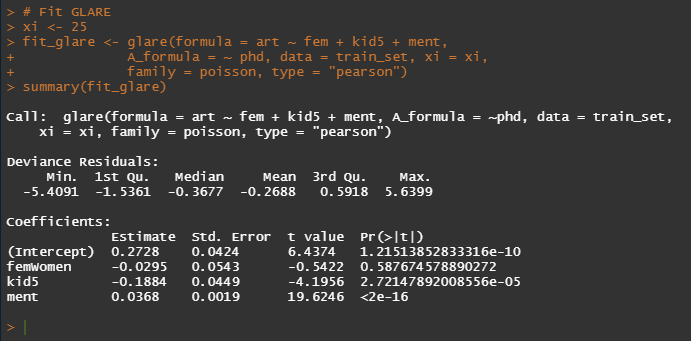 > # Fit GLARE
> xi <- 25
> fit_glare <- glare(formula = art ~ fem + kid5 + ment,
+                    A_formula = ~ phd, data = train_set, xi = xi,
+                    family = poisson, type = "pearson")
> summary(fit_glare)

Call:  glare(formula = art ~ fem + kid5 + ment, A_formula = ~phd, data = train_set,
    xi = xi, family = poisson, type = "pearson")

Deviance Residuals:
    Min.  1st Qu.   Median     Mean  3rd Qu.    Max.
 -5.4091  -1.5361  -0.3677  -0.2688   0.5918  5.6399

Coefficients:
            Estimate  Std. Error  t value  Pr(>|t|)
(Intercept)  0.2728    0.0424      6.4374   1.21513852833316e-10
femWomen    -0.0295    0.0543     -0.5422   0.587674578890272
kid5        -0.1884    0.0449     -4.1956   2.72147892008556e-05
ment         0.0368    0.0019     19.6246   <2e-16

>